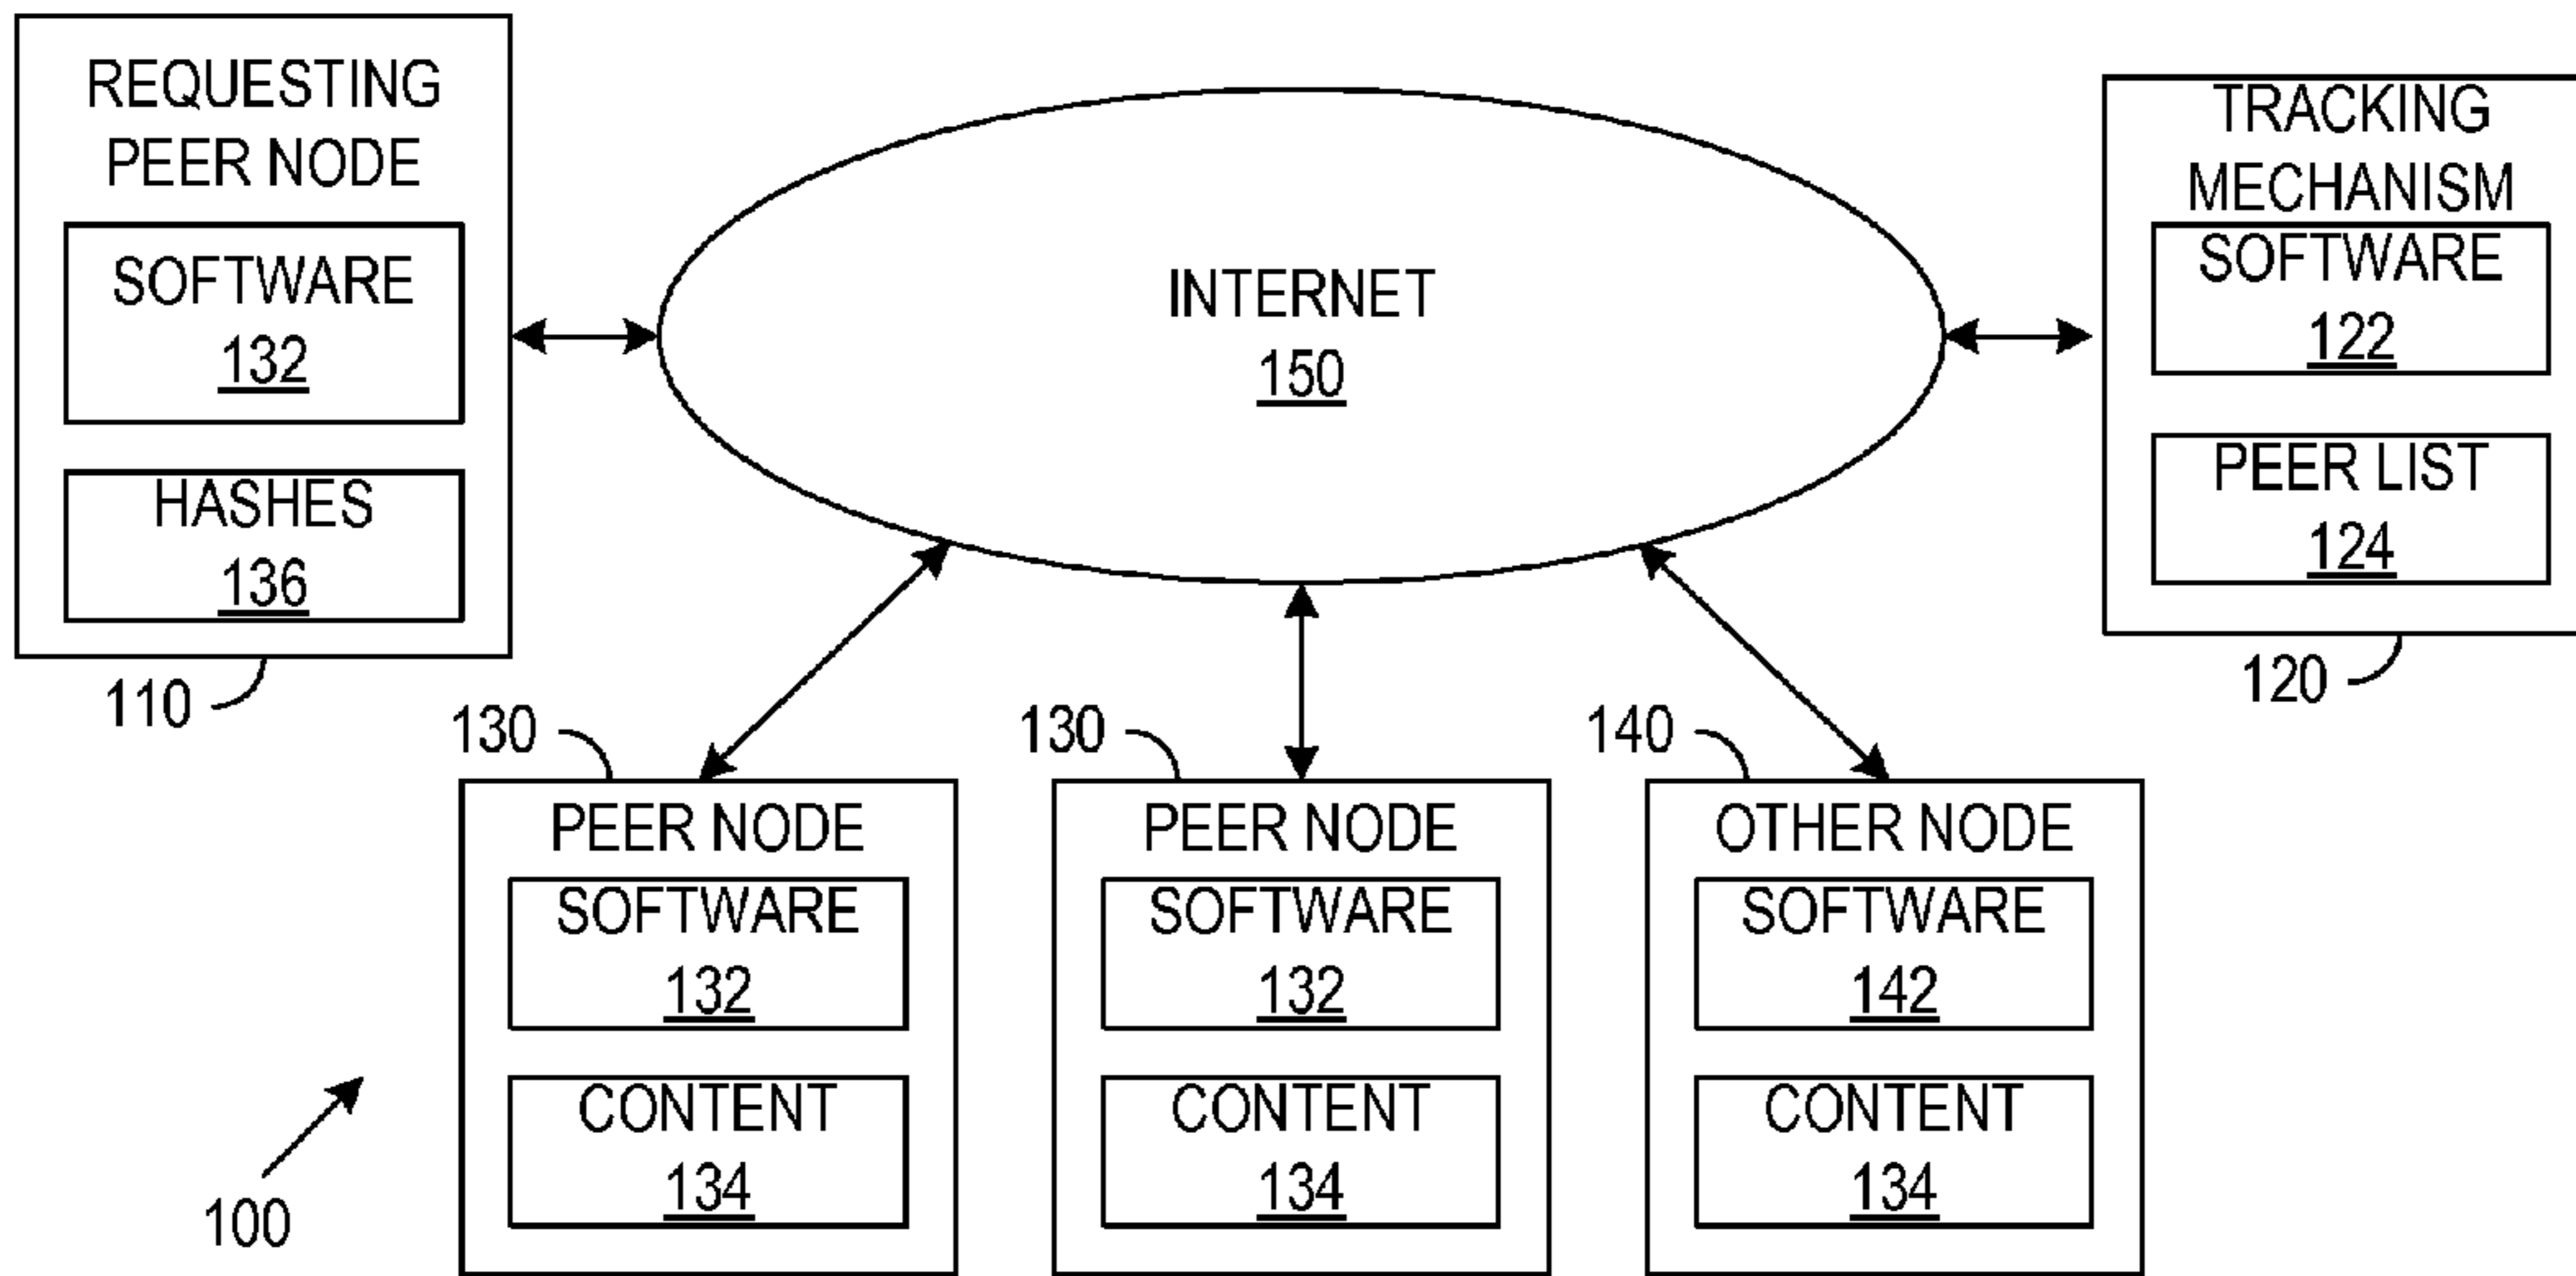 REQUESTING
PEER NODE
SOFTWARE
132
HASHES
136
110
INTERNET
150
TRACKING
MECHANISM
SOFTWARE
122
PEER LIST
124
120
130
PEER NODE
SOFTWARE
132
CONTENT
134
130
PEER NODE
SOFTWARE
132
CONTENT
134
140
OTHER NODE
SOFTWARE
142
CONTENT
134
100